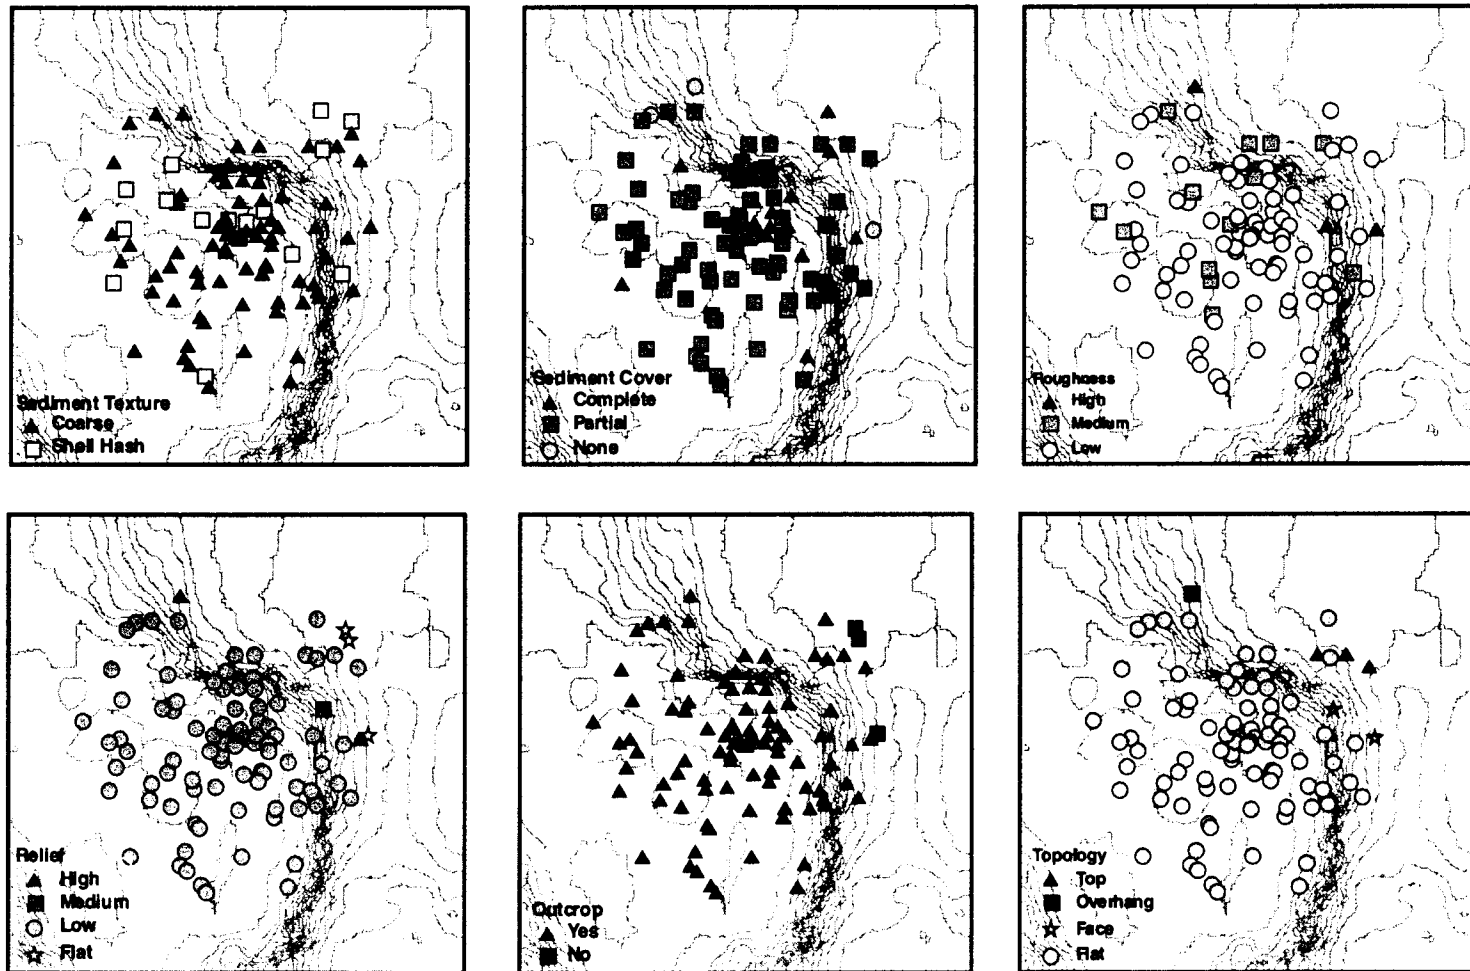 Sediment Texture
Coarse
Shell Hash
Sediment Cover
Complete
Partial
None
Roughness
High
Medium
Low
Relief
High
Medium
Low
Flat
Outcrop
Yes
No
Topology
Top
Overhang
Face
Flat